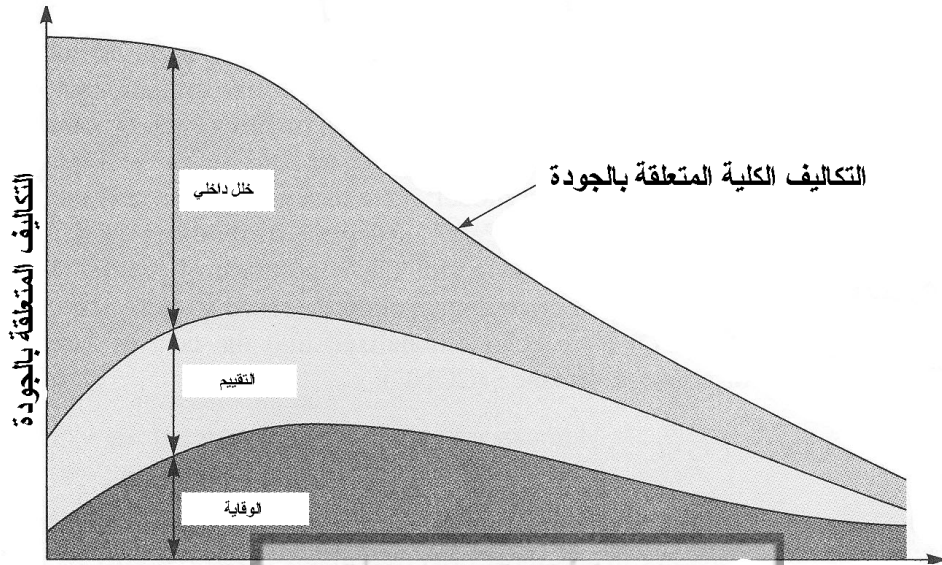 التكاليف الكلية المتعلقة بالجودة
خلل داخلي
التقييم
الوقاية
التكاليف المتعلقة بالجودة